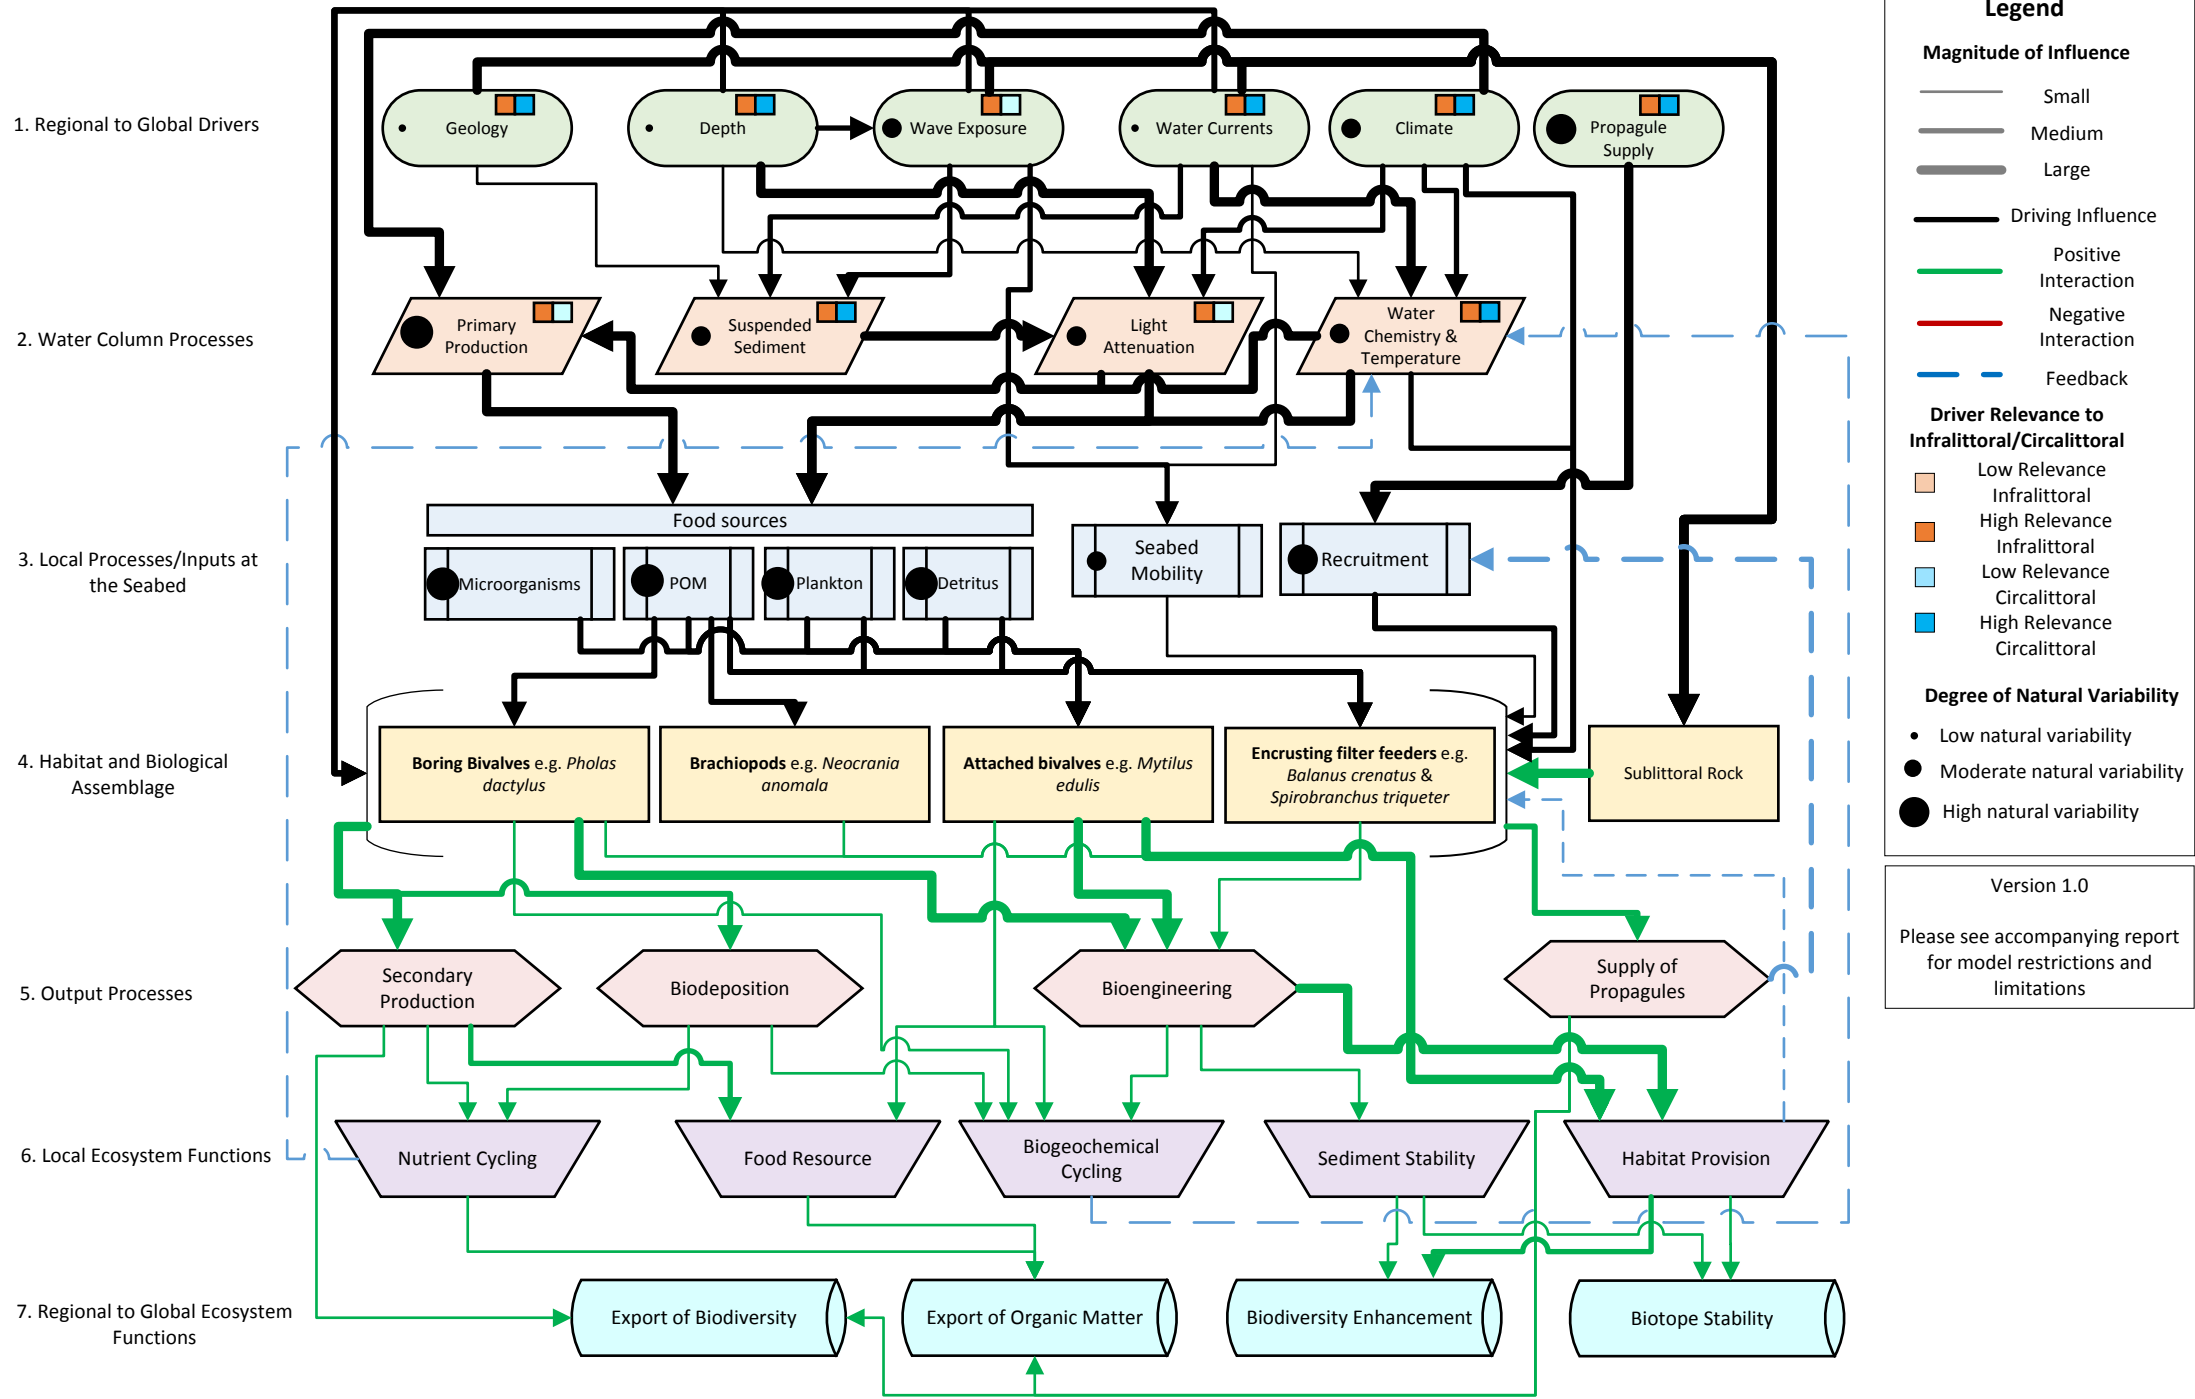 1. Regional to Global Drivers
Geology
Depth
Wave Exposure
Water Currents
Climate
Propagule
Supply
2. Water Column Processes
Primary
Production
Suspended
Sediment
Light
Attenuation
Water
Chemistry &
Temperature
3. Local Processes/Inputs at
the Seabed
Food sources
Microorganisms
POM
Plankton
Detritus
Seabed
Mobility
Recruitment
4. Habitat and Biological
Assemblage
Boring Bivalves e.g. Pholas
dactylus
Brachiopods e.g. Neocrania
anomala
Attached bivalves e.g. Mytilus
edulis
Encrusting filter feeders e.g.
Balanus crenatus &
Spirobranchus triqueter
Sublittoral Rock
5. Output Processes
Secondary
Production
Biodeposition
Bioengineering
Supply of
Propagules
6. Local Ecosystem Functions
Nutrient Cycling
Food Resource
Biogeochemical
Cycling
Sediment Stability
Habitat Provision
7. Regional to Global Ecosystem
Functions
Export of Biodiversity
Export of Organic Matter
Biodiversity Enhancement
Biotope Stability
Legend
Magnitude of Influence
Small
Medium
Large
Driving Influence
Positive
Interaction
Negative
Interaction
Feedback
Driver Relevance to
Infralittoral/Circalittoral
Low Relevance
Infralittoral
High Relevance
Infralittoral
Low Relevance
Circalittoral
High Relevance
Circalittoral
Degree of Natural Variability
Low natural variability
Moderate natural variability
High natural variability
Version 1.0
Please see accompanying report
for model restrictions and
limitations